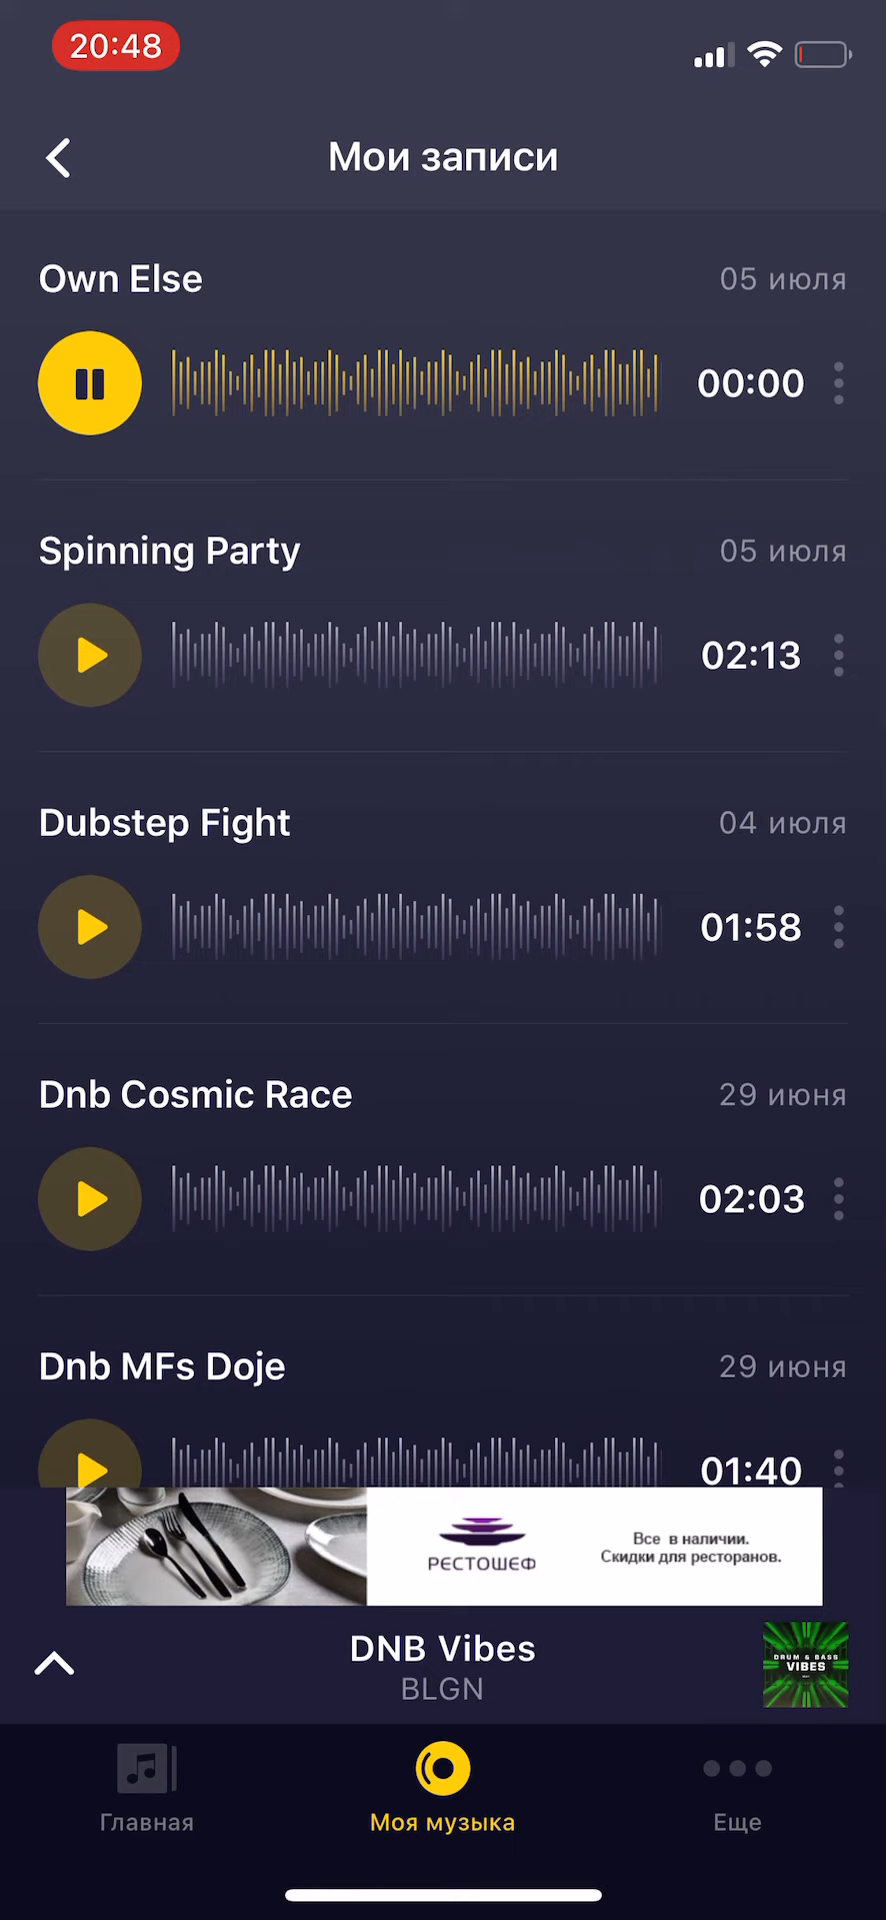 20:48
Мои записи
Own Else
05 июля
00:00
Spinning Party
05 июля
02:13
Dubstep Fight
04 июля
01:58
Dnb Cosmic Race
29 июня
02:03
Dnb MFs Doje
29 июня
01:40
РЕСТОШЕФ
Все в наличии.
Скидки для ресторанов.
DNB Vibes
BLGN
DRUM & BASS
VIBES
Главная
Моя музыка
Еще